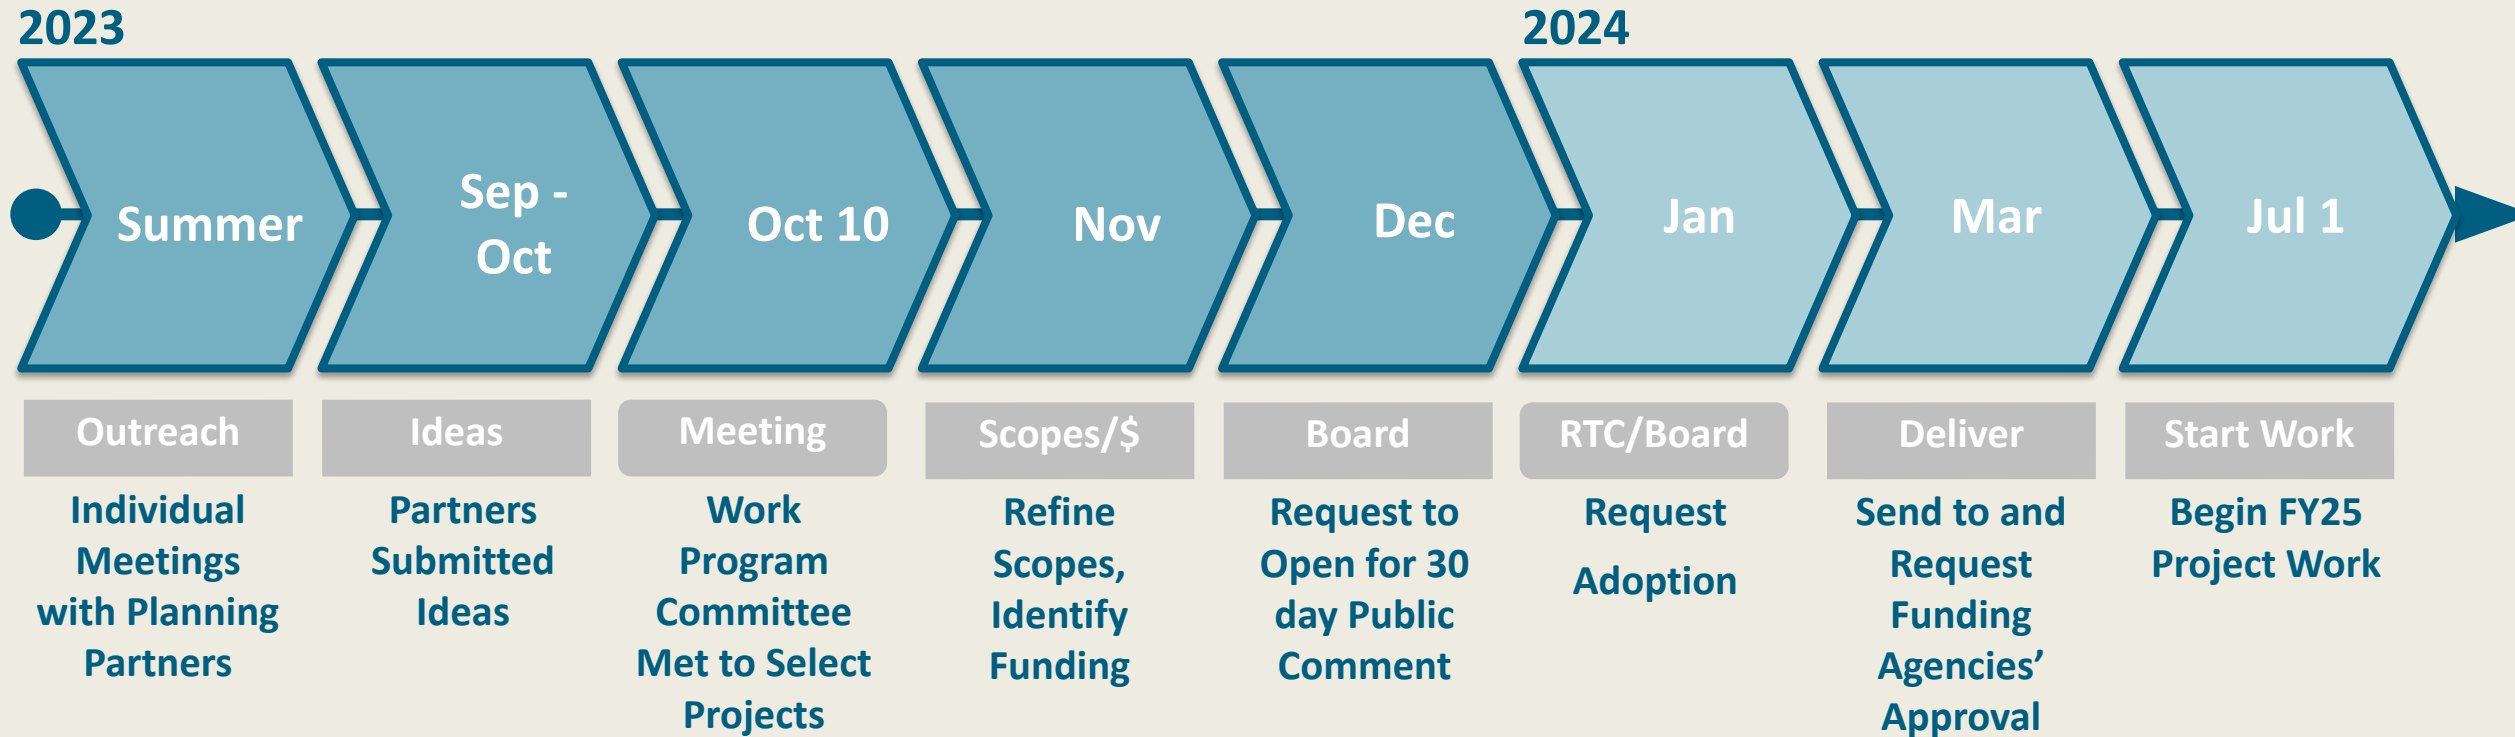 2023
2024
Summer
Sep -
Oct
Oct 10
Nov
Dec
Jan
Mar
Jul 1
Outreach
Ideas
Meeting
Scopes/$
Board
RTC/Board
Deliver
Start Work
Individual
Meetings
with Planning
Partners
Partners
Submitted
Ideas
Work
Program
Committee
Met to Select
Projects
Refine
Scopes,
Identify
Funding
Request to
Open for 30
day Public
Comment
Request
Adoption
Send to and
Request
Funding
Agencies’
Approval
Begin FY25
Project Work